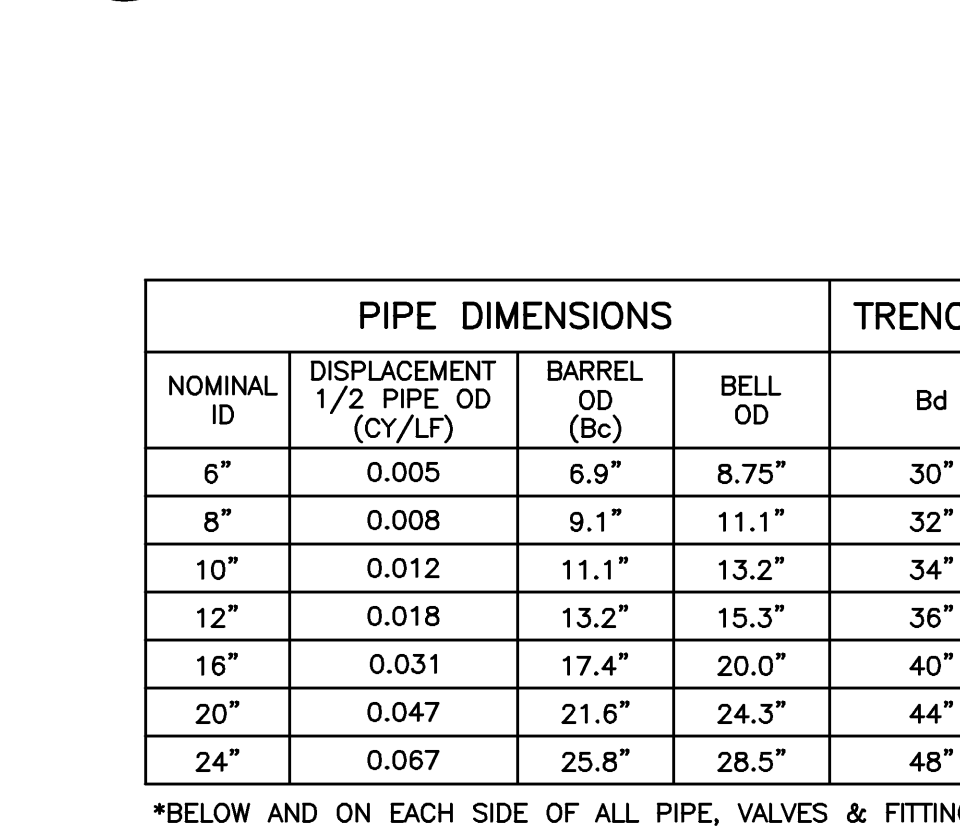 PIPE DIMENSIONS
NOMINAL
ID
DISPLACEMENT
1/2 PIPE OD
(CY/LF)
BARREL
OD
(Bc)
BELL
OD
Bd
6” 0.005 6.9” 8.75” 30”
8” 0.008 9.1” 11.1” 32”
10” 0.012 11.1” 13.2” 34”
12” 0.018 13.2” 15.3” 36”
16” 0.031 17.4” 20.0” 40”
20” 0.047 21.6” 24.3” 44”
24” 0.067 25.8” 28.5” 48”
*BELOW AND ON EACH SIDE OF ALL PIPE, VALVES &